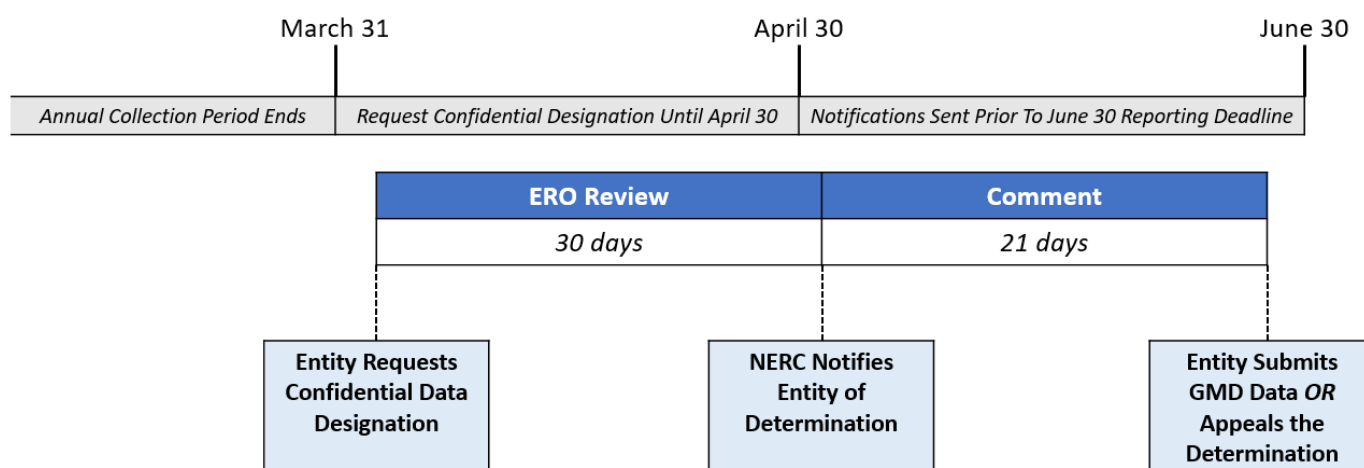 March 31
April 30
June 30
Annual Collection Period Ends
Request Confidential Designation Until April 30
Notifications Sent Prior To June 30 Reporting Deadline
ERO Review
Comment
30 days
21 days
Entity Requests
Confidential Data
Designation
NERC Notifies
Entity of
Determination
Entity Submits
GMD Data OR
Appeals the
Determination